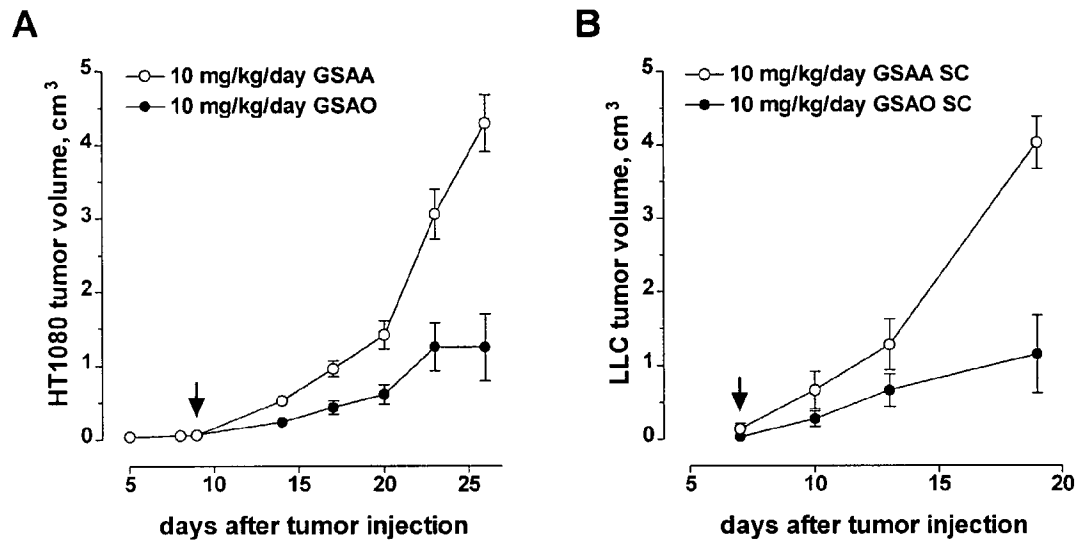 A
HT1080 tumor volume, cm3
5
4
3
2
1
0
10 mg/kg/day GSAA
10 mg/kg/day GSAO
5 10 15 20 25
days after tumor injection
B
LLC tumor volume, cm3
5
4
3
2
1
0
10 mg/kg/day GSAA SC
10 mg/kg/day GSAO SC
5 10 15 20
days after tumor injection